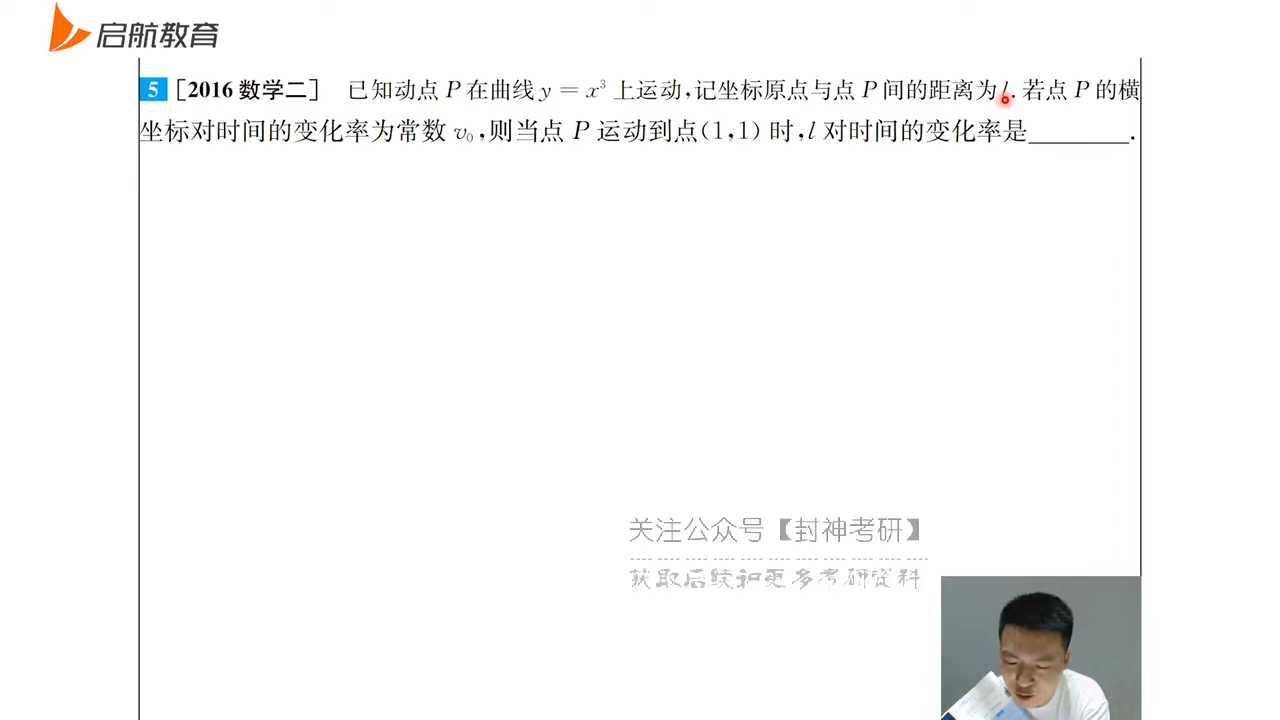 启航教育
5 [2016 数学二] 已知动点 P 在曲线 y = x³ 上运动,记坐标原点与点 P 间的距离为 l. 若点 P 的横
坐标对时间的变化率为常数 v₀,则当点 P 运动到点(1,1)时,l 对时间的变化率是________.
关注公众号【封神考研】
获取后续和更多考研资料